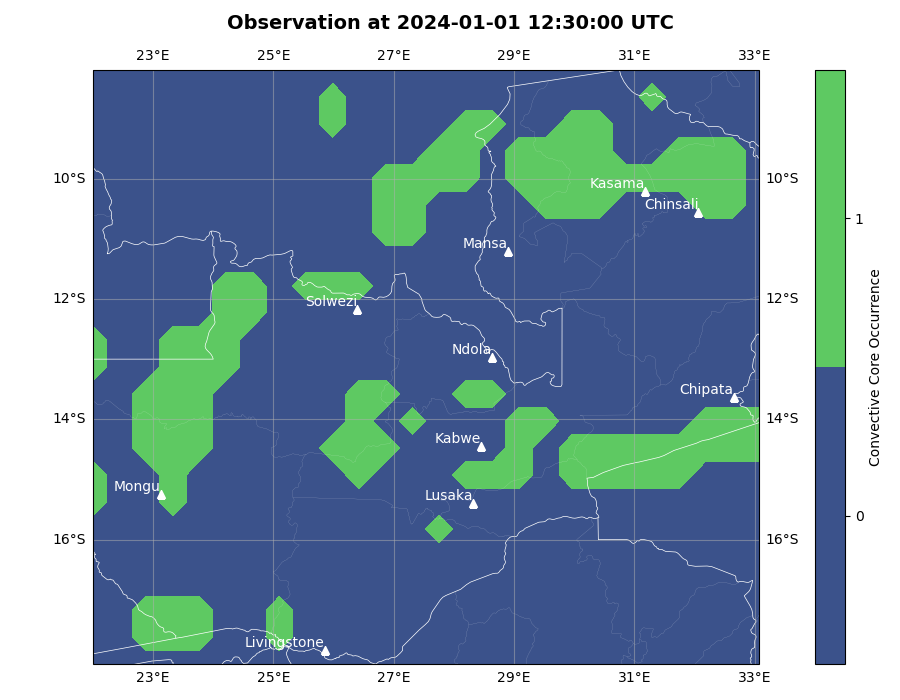 Observation at 2024-01-01 12:30:00 UTC
23°E 25°E 27°E 29°E 31°E 33°E
10°S 10°S
Kasama
Chinsali
1
Mansa
12°S 12°S
Solwezi
Ndola
Chipata
14°S 14°S
Kabwe
Mongu
Lusaka
0
16°S 16°S
Livingstone
23°E 25°E 27°E 29°E 31°E 33°E
Convective Core Occurrence